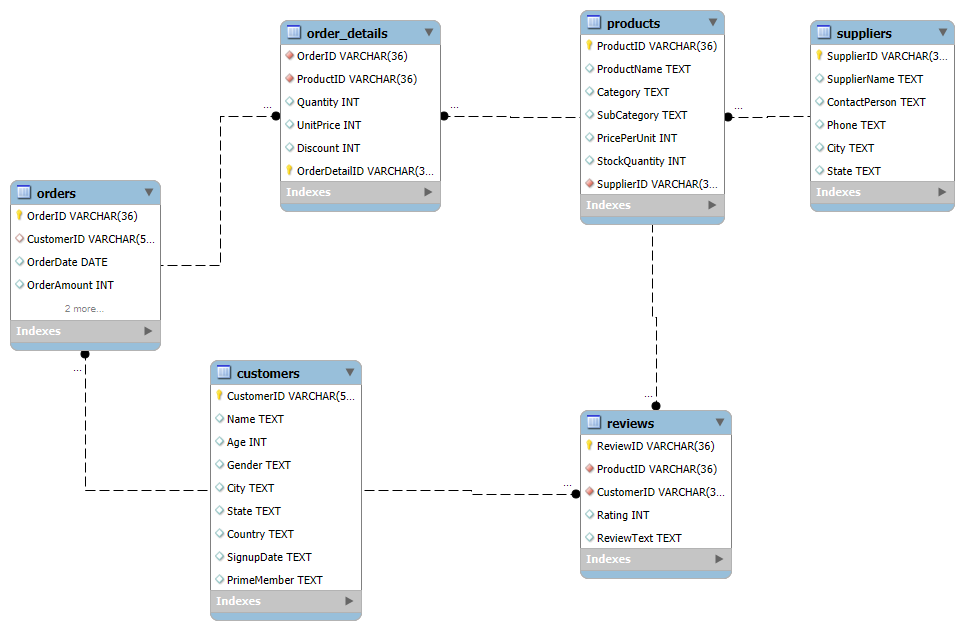 order_details
OrderID VARCHAR(36)
ProductID VARCHAR(36)
Quantity INT
UnitPrice INT
Discount INT
OrderDetailID VARCHAR(3...
Indexes
products
ProductID VARCHAR(36)
ProductName TEXT
Category TEXT
SubCategory TEXT
PricePerUnit INT
StockQuantity INT
SupplierID VARCHAR(3...
Indexes
suppliers
SupplierID VARCHAR(3...
SupplierName TEXT
ContactPerson TEXT
Phone TEXT
City TEXT
State TEXT
Indexes
...
...
...
orders
OrderID VARCHAR(36)
CustomerID VARCHAR(5...
OrderDate DATE
OrderAmount INT
2 more...
Indexes
...
customers
CustomerID VARCHAR(5...
Name TEXT
Age INT
Gender TEXT
City TEXT
State TEXT
Country TEXT
SignupDate TEXT
PrimeMember TEXT
Indexes
...
...
reviews
ReviewID VARCHAR(36)
ProductID VARCHAR(36)
CustomerID VARCHAR(3...
Rating INT
ReviewText TEXT
Indexes